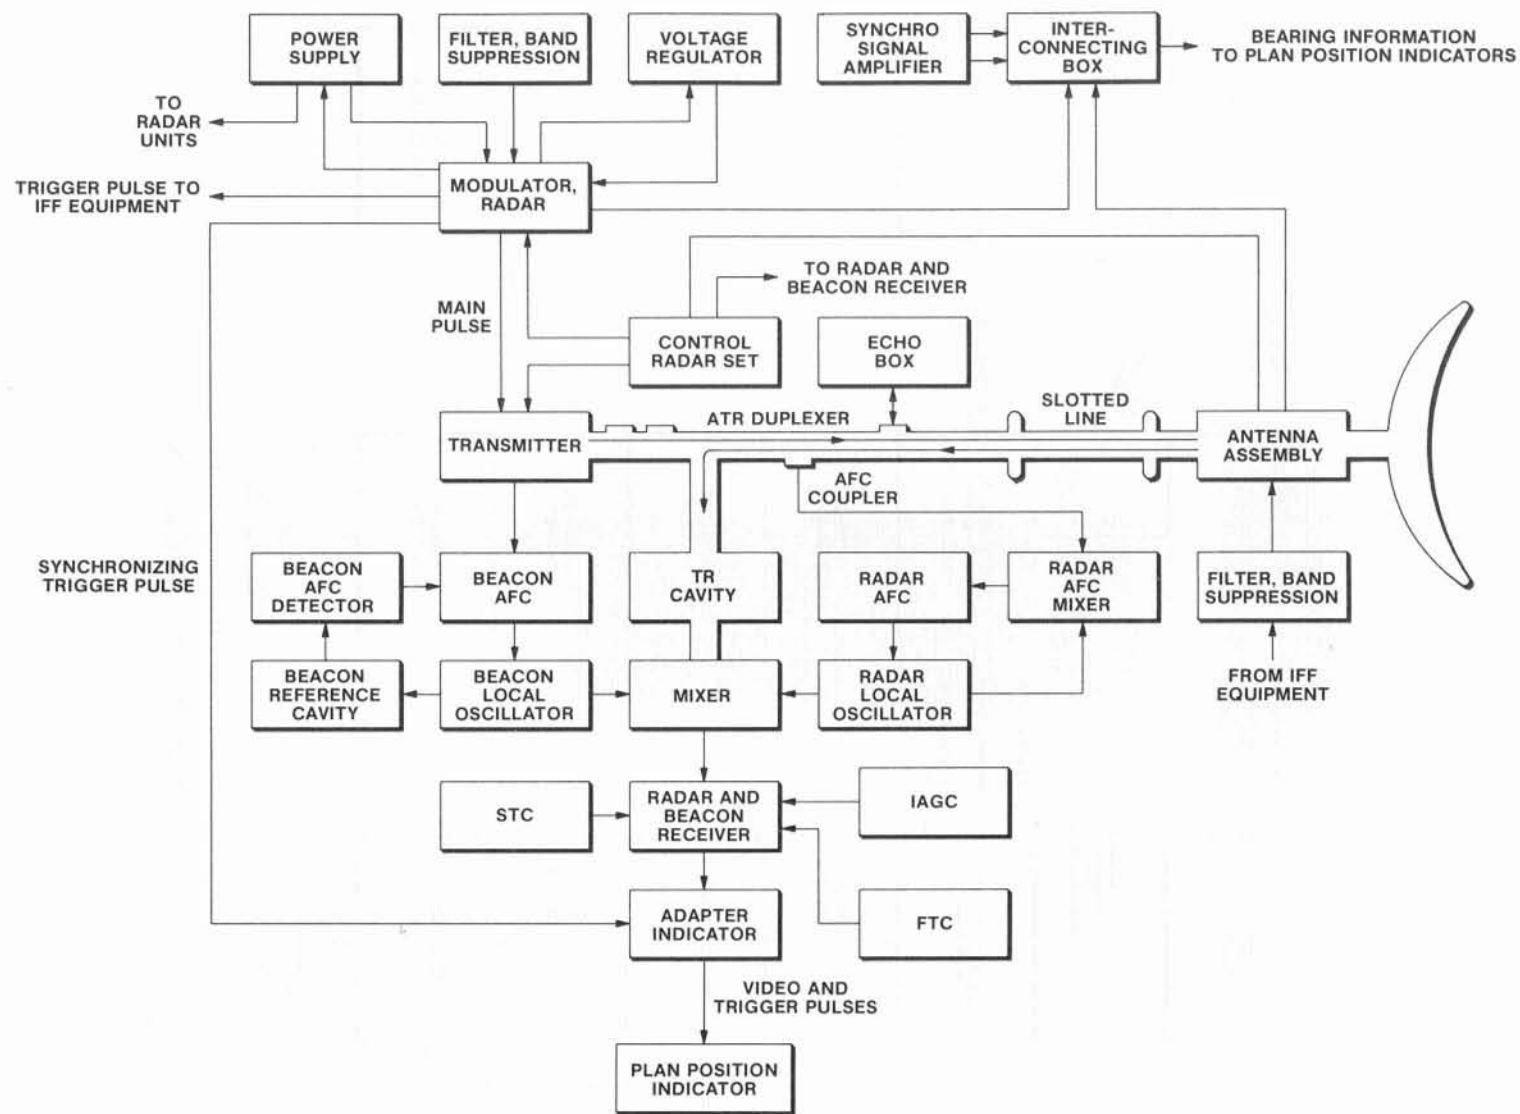 POWER
SUPPLY
FILTER, BAND
SUPPRESSION
VOLTAGE
REGULATOR
SYNCHRO
SIGNAL
AMPLIFIER
INTER-
CONNECTING
BOX
BEARING INFORMATION
TO PLAN POSITION INDICATORS
TO
RADAR
UNITS
TRIGGER PULSE TO
IFF EQUIPMENT
MODULATOR,
RADAR
TO RADAR AND
BEACON RECEIVER
MAIN
PULSE
CONTROL
RADAR SET
ECHO
BOX
ATR DUPLEXER
SLOTTED
LINE
TRANSMITTER
ANTENNA
ASSEMBLY
AFC
COUPLER
SYNCHRONIZING
TRIGGER PULSE
BEACON
AFC
DETECTOR
BEACON
AFC
TR
CAVITY
RADAR
AFC
RADAR
AFC
MIXER
FILTER, BAND
SUPPRESSION
BEACON
REFERENCE
CAVITY
BEACON
LOCAL
OSCILLATOR
MIXER
RADAR
LOCAL
OSCILLATOR
FROM IFF
EQUIPMENT
STC
RADAR AND
BEACON
RECEIVER
IAGC
ADAPTER
INDICATOR
FTC
VIDEO AND
TRIGGER PULSES
PLAN POSITION
INDICATOR